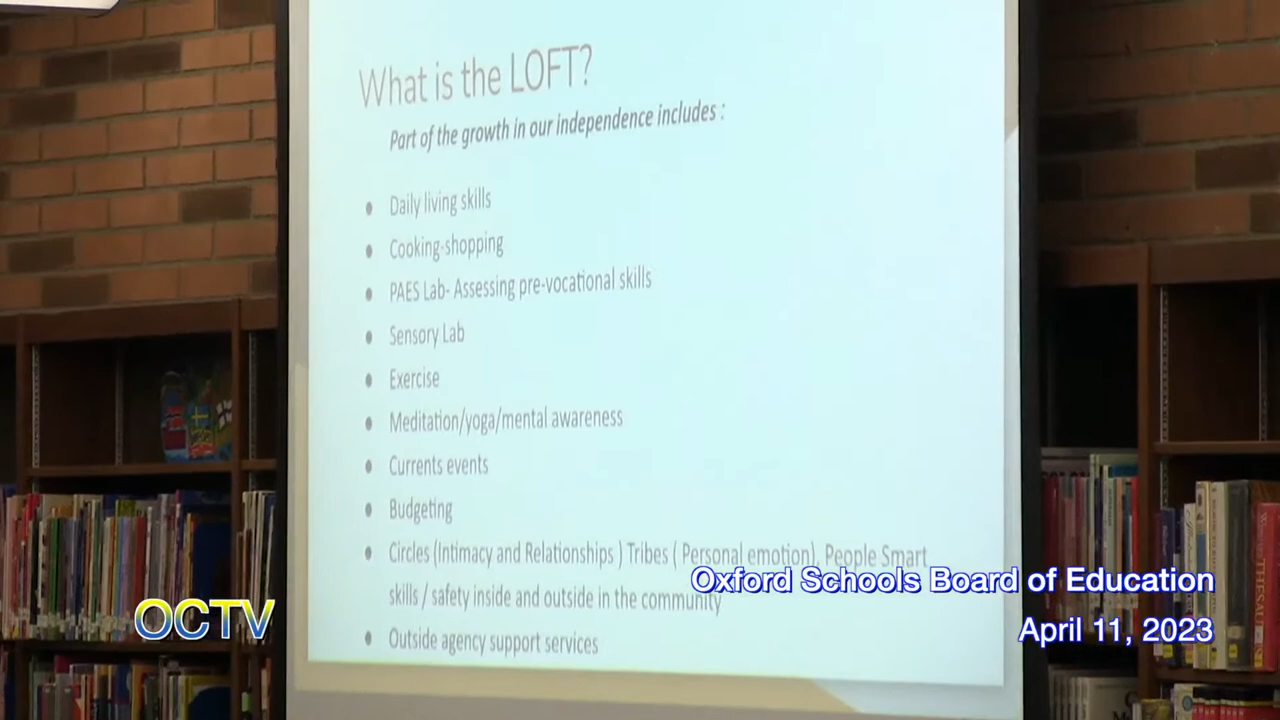 What is the LOFT?
Part of the growth in our independence includes :
● Daily living skills
● Cooking-shopping
● PAES Lab- Assessing pre-vocational skills
● Sensory Lab
● Exercise
● Meditation/yoga/mental awareness
● Currents events
● Budgeting
● Circles (Intimacy and Relationships ) Tribes ( Personal emotion), People Smart
skills / safety inside and outside in the community
● Outside agency support services
Oxford Schools Board of Education
April 11, 2023
OCTV
THESAU